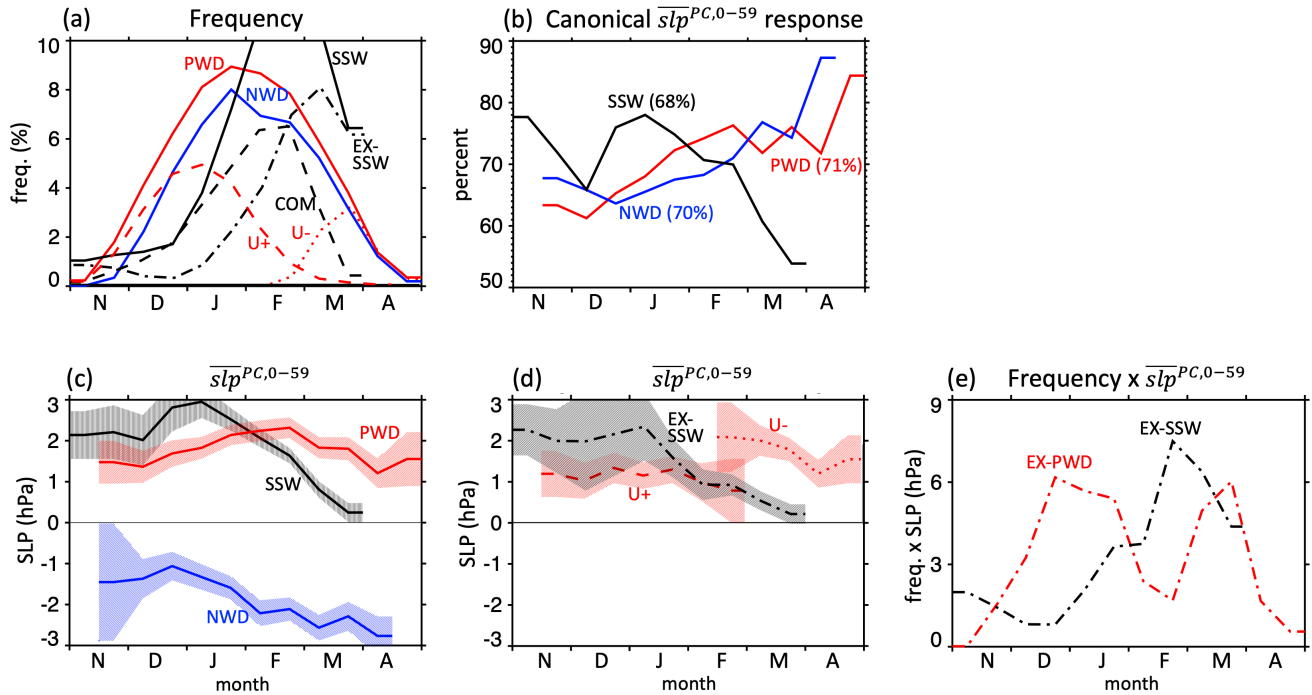 (a) Frequency
10
8
6
4
2
0
freq. (%)
PWD
NWD
SSW
EX-
SSW
COM
U+
U-
N D J F M A
(b) Canonical slp^{PC,0−59} response
90
80
70
60
50
percent
SSW (68%)
PWD (71%)
NWD (70%)
N D J F M A
(c) slp^{PC,0−59}
3
2
1
0
-1
-2
-3
SLP (hPa)
PWD
SSW
NWD
N D J F M A
month
(d) slp^{PC,0−59}
3
2
1
0
-1
-2
-3
SLP (hPa)
EX-
SSW
U-
U+
N D J F M A
month
(e) Frequency x slp^{PC,0−59}
9
6
3
0
freq. x SLP (hPa)
EX-SSW
EX-PWD
N D J F M A
month